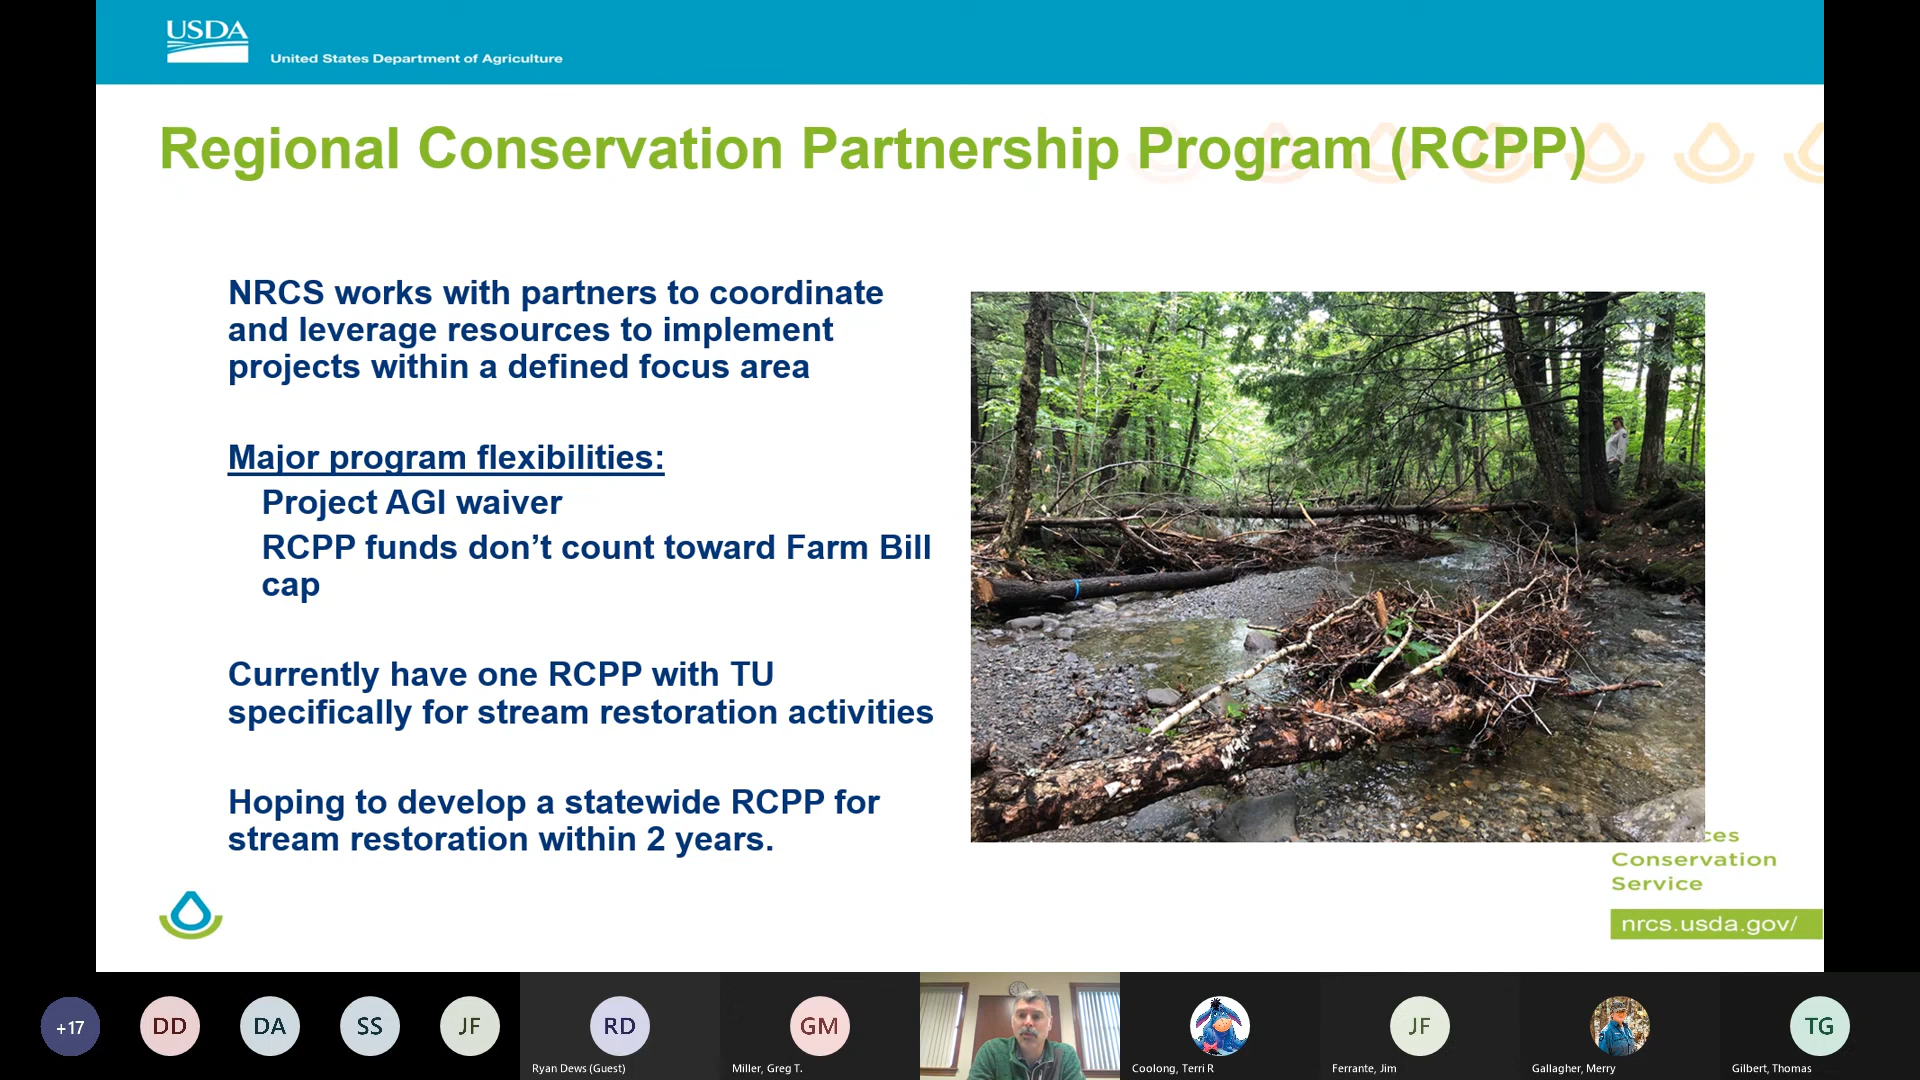 USDA
United States Department of Agriculture
Regional Conservation Partnership Program (RCPP)
NRCS works with partners to coordinate
and leverage resources to implement
projects within a defined focus area
Major program flexibilities:
Project AGI waiver
RCPP funds don’t count toward Farm Bill
cap
Currently have one RCPP with TU
specifically for stream restoration activities
Hoping to develop a statewide RCPP for
stream restoration within 2 years.
Conservation
Service
nrcs.usda.gov/
+17
DD
DA
SS
JF
RD
Ryan Dews (Guest)
GM
Miller, Greg T.
Coolong, Terri R
JF
Ferrante, Jim
Gallagher, Merry
TG
Gilbert, Thomas